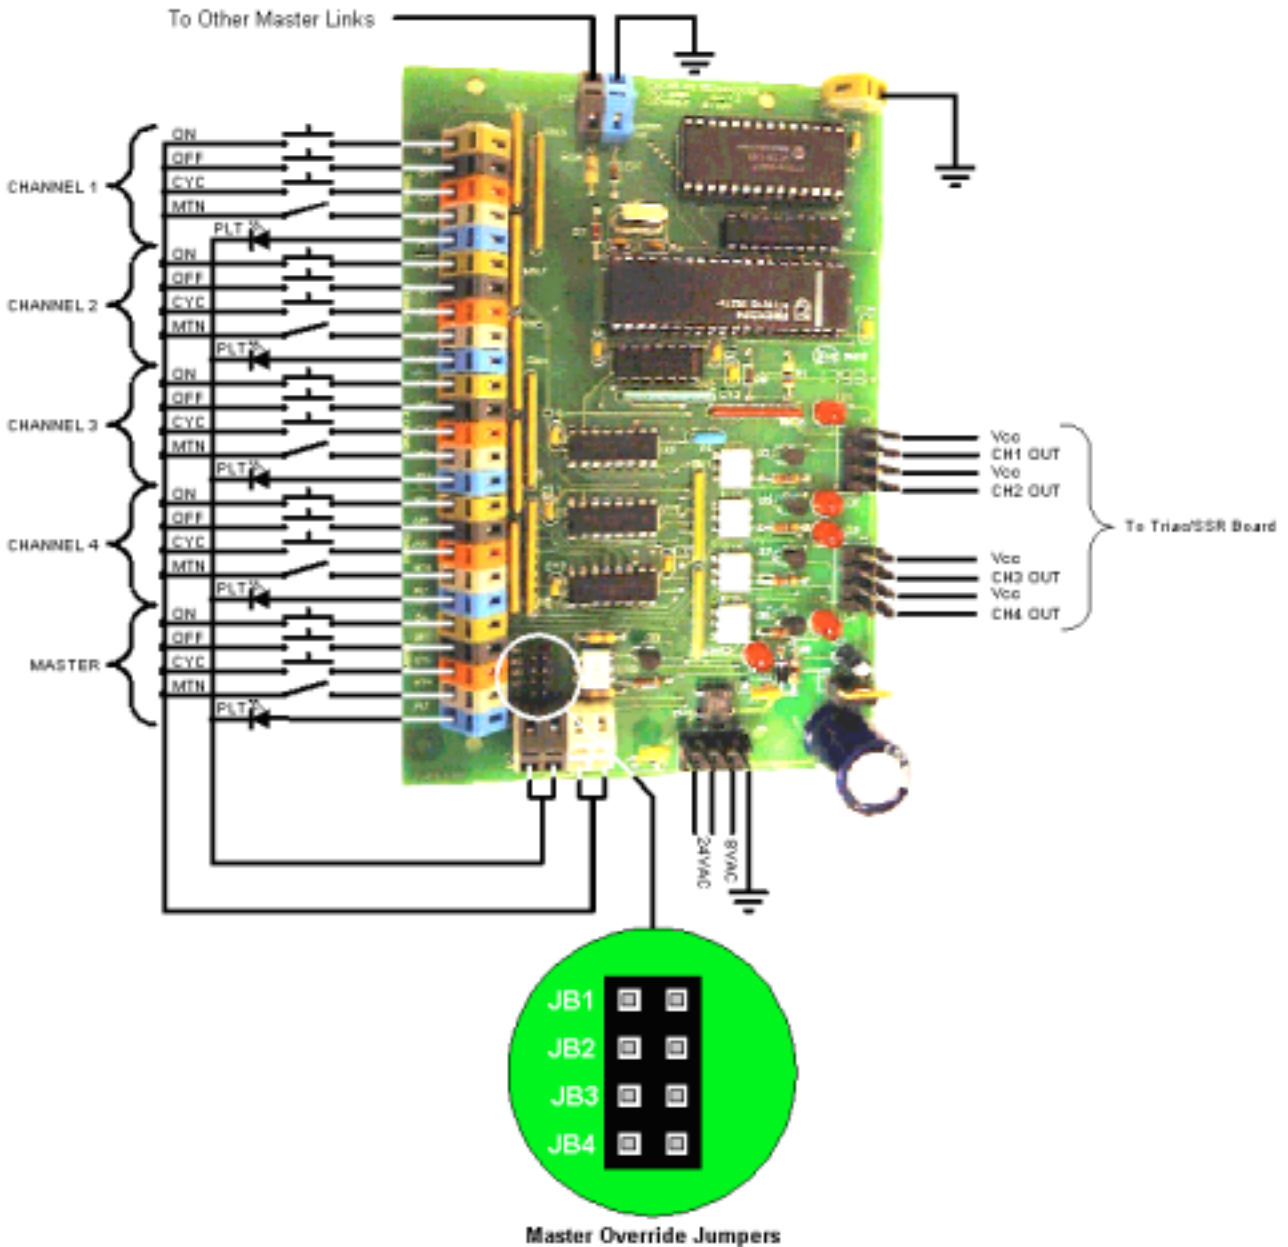 To Other Master Links
CHANNEL 1
ON
OFF
CYC
MTN
PLT
CHANNEL 2
ON
OFF
CYC
MTN
PLT
CHANNEL 3
ON
OFF
CYC
MTN
PLT
CHANNEL 4
ON
OFF
CYC
MTN
PLT
MASTER
ON
OFF
CYC
MTN
PLT
Vcc
CH1 OUT
Vcc
CH2 OUT
To Triac/SSR Board
Vcc
CH3 OUT
Vcc
CH4 OUT
24VAC
8VAC
JB1
JB2
JB3
JB4
Master Override Jumpers